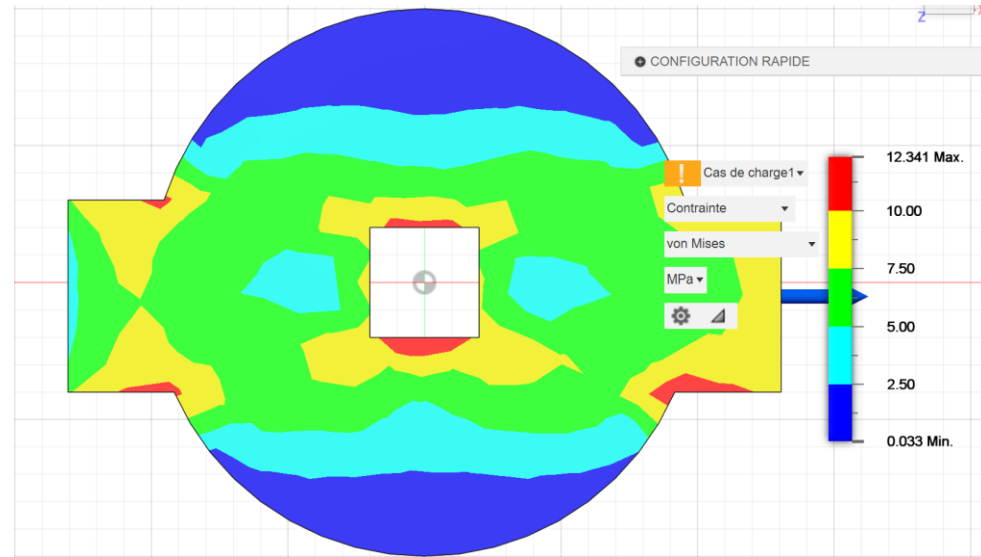 Z
X
CONFIGURATION RAPIDE
Cas de charge1
Contrainte
von Mises
MPa
12.341 Max.
10.00
7.50
5.00
2.50
0.033 Min.